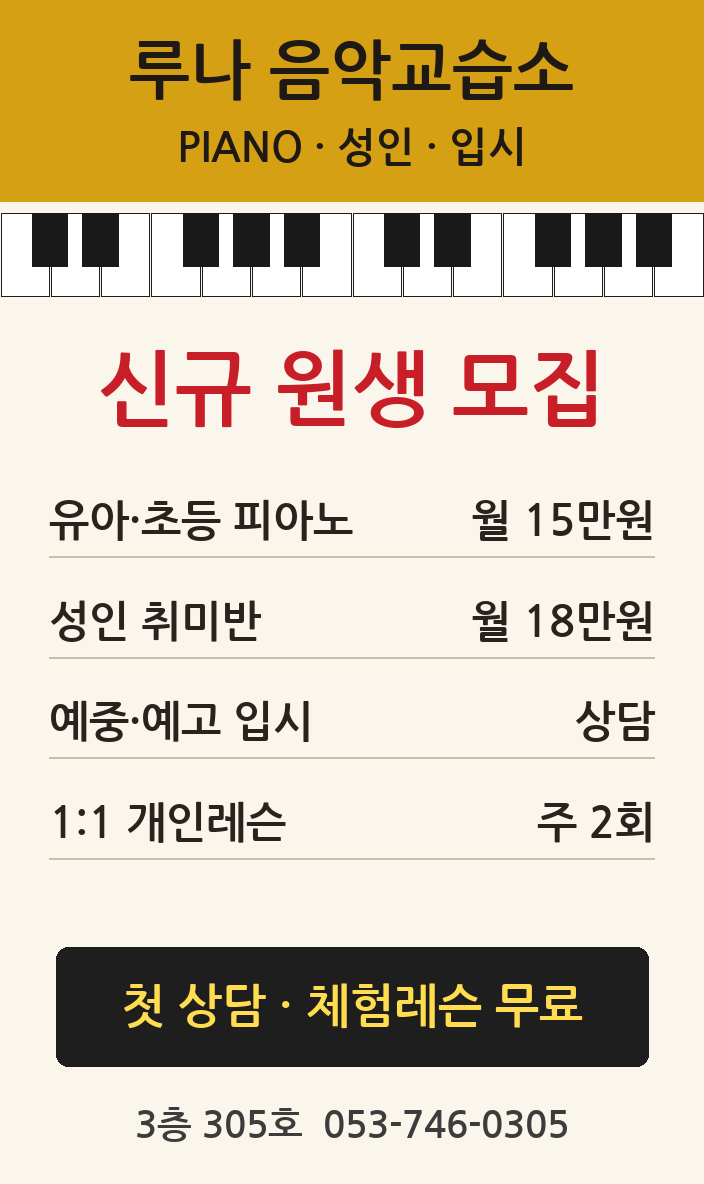 루나 음악교습소
PIANO · 성인 · 입시
신규 원생 모집
유아·초등 피아노 월 15만원
성인 취미반 월 18만원
예중·예고 입시 상담
1:1 개인레슨 주 2회
첫 상담 · 체험레슨 무료
3층 305호 053-746-0305